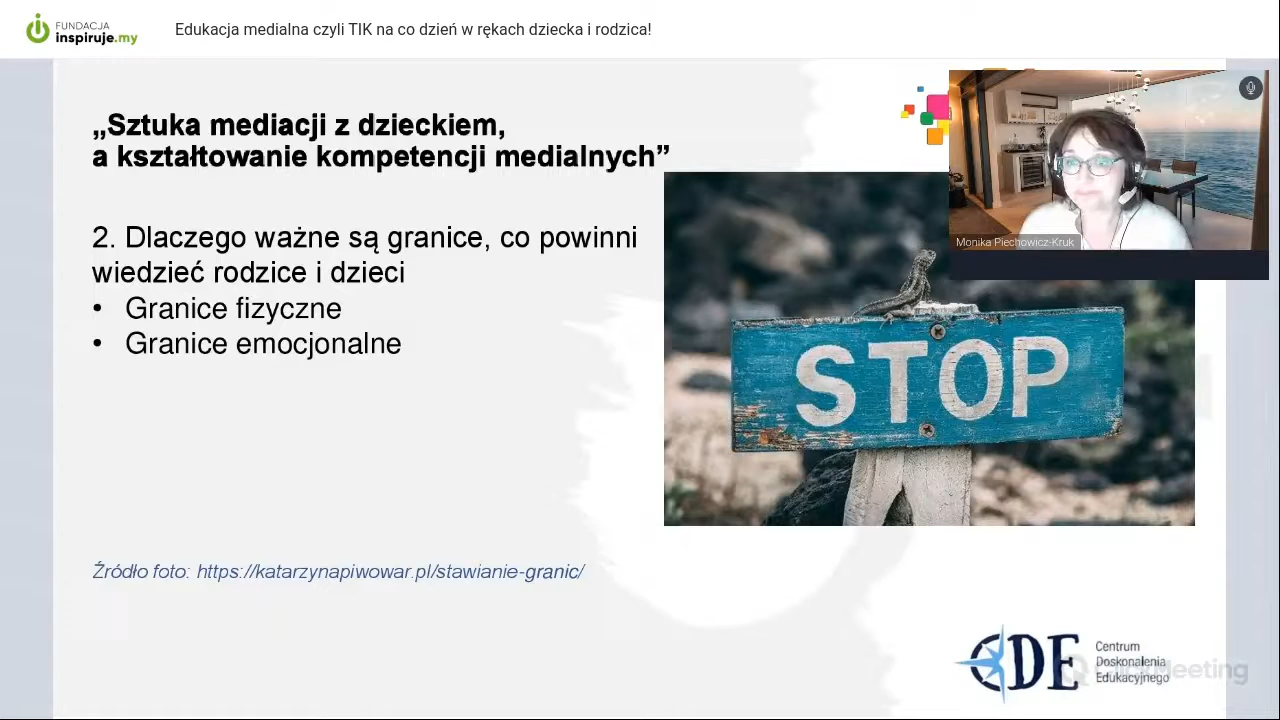 FUNDACJA
inspiruje.my
Edukacja medialna czyli TIK na co dzień w rękach dziecka i rodzica!
„Sztuka mediacji z dzieckiem,
a kształtowanie kompetencji medialnych”
2. Dlaczego ważne są granice, co powinni
wiedzieć rodzice i dzieci
• Granice fizyczne
• Granice emocjonalne
Monika Piechowicz-Kruk
STOP
Źródło foto: https://katarzynapiwowar.pl/stawianie-granic/
CDE
Centrum
Doskonalenia
Edukacyjnego
ClickMeeting